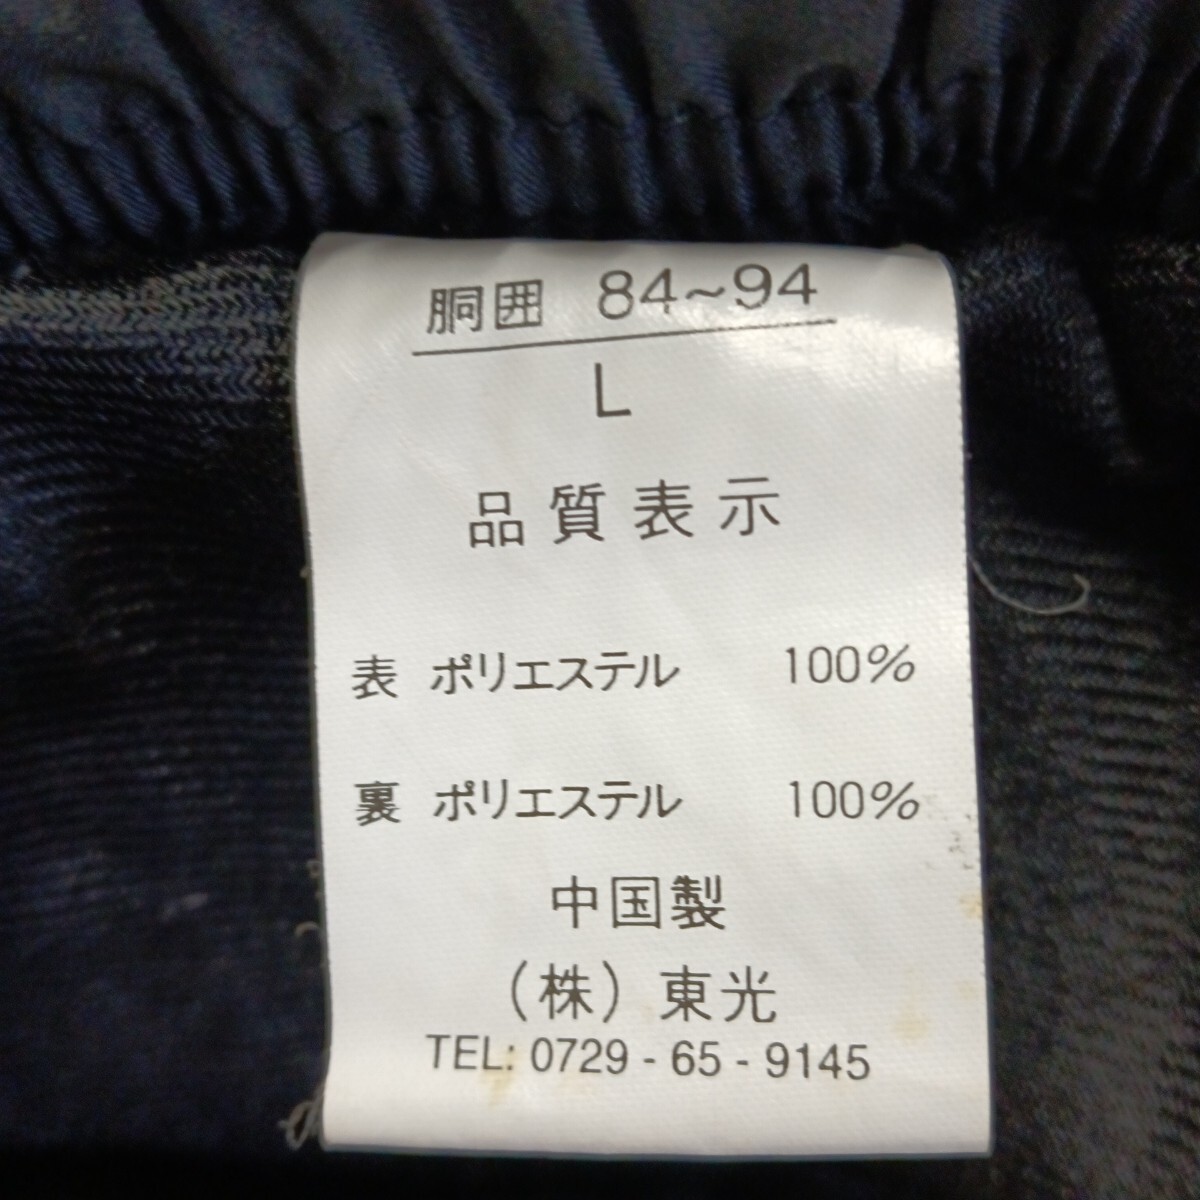 胴囲 84~94
L
品質表示
表 ポリエステル 100%
裏 ポリエステル 100%
中国製
(株)東光
TEL: 0729 - 65 - 9145